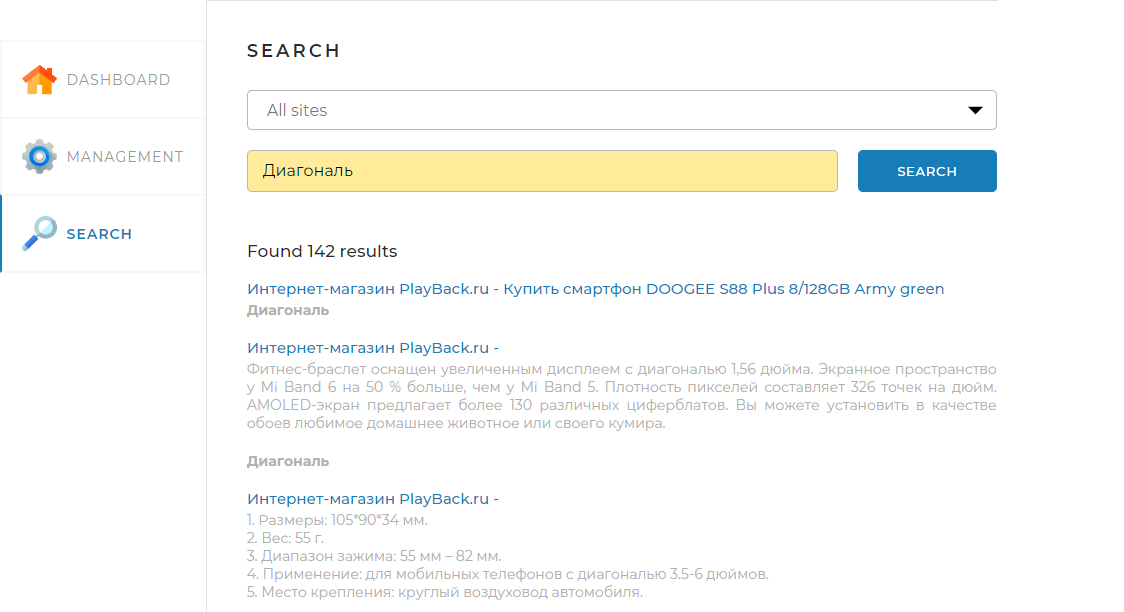 SEARCH
DASHBOARD
All sites
MANAGEMENT
Диагональ
SEARCH
SEARCH
Found 142 results
Интернет-магазин PlayBack.ru - Купить смартфон DOOGEE S88 Plus 8/128GB Army green
Диагональ
Интернет-магазин PlayBack.ru -
Фитнес-браслет оснащен увеличенным дисплеем с диагональю 1,56 дюйма. Экранное пространство
у Mi Band 6 на 50 % больше, чем у Mi Band 5. Плотность пикселей составляет 326 точек на дюйм.
AMOLED-экран предлагает более 130 различных циферблатов. Вы можете установить в качестве
обоев любимое домашнее животное или своего кумира.
Диагональ
Интернет-магазин PlayBack.ru -
1. Размеры: 105*90*34 мм.
2. Вес: 55 г.
3. Диапазон зажима: 55 мм – 82 мм.
4. Применение: для мобильных телефонов с диагональю 3.5-6 дюймов.
5. Место крепления: круглый воздуховод автомобиля.